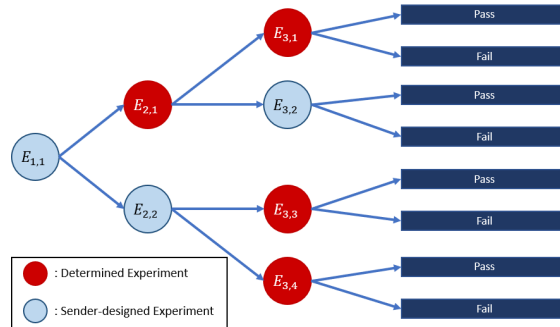 Pass
E3,1
Fail
E2,1
E3,2
Pass
Fail
E1,1
E2,2
E3,3
Pass
Fail
E3,4
Pass
Fail
: Determined Experiment
: Sender-designed Experiment